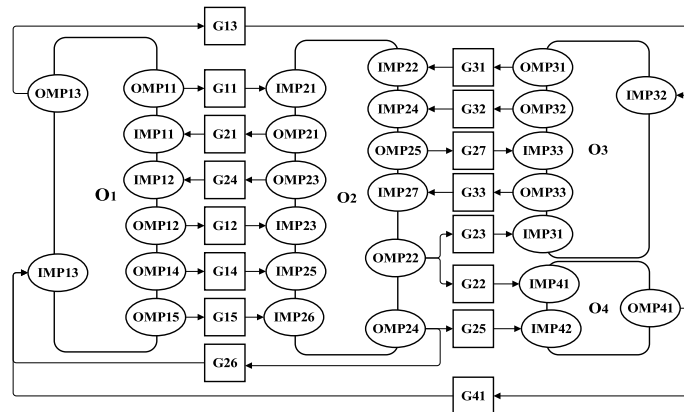 G13
OMP13
OMP11
G11
IMP21
IMP22
G31
OMP31
IMP32
IMP11
G21
OMP21
IMP24
G32
OMP32
OMP25
G27
IMP33
O3
IMP12
G24
OMP23
O1
O2
IMP27
G33
OMP33
OMP12
G12
IMP23
G23
IMP31
OMP22
IMP13
OMP14
G14
IMP25
G22
IMP41
OMP15
G15
IMP26
OMP24
G25
IMP42
O4
OMP41
G26
G41